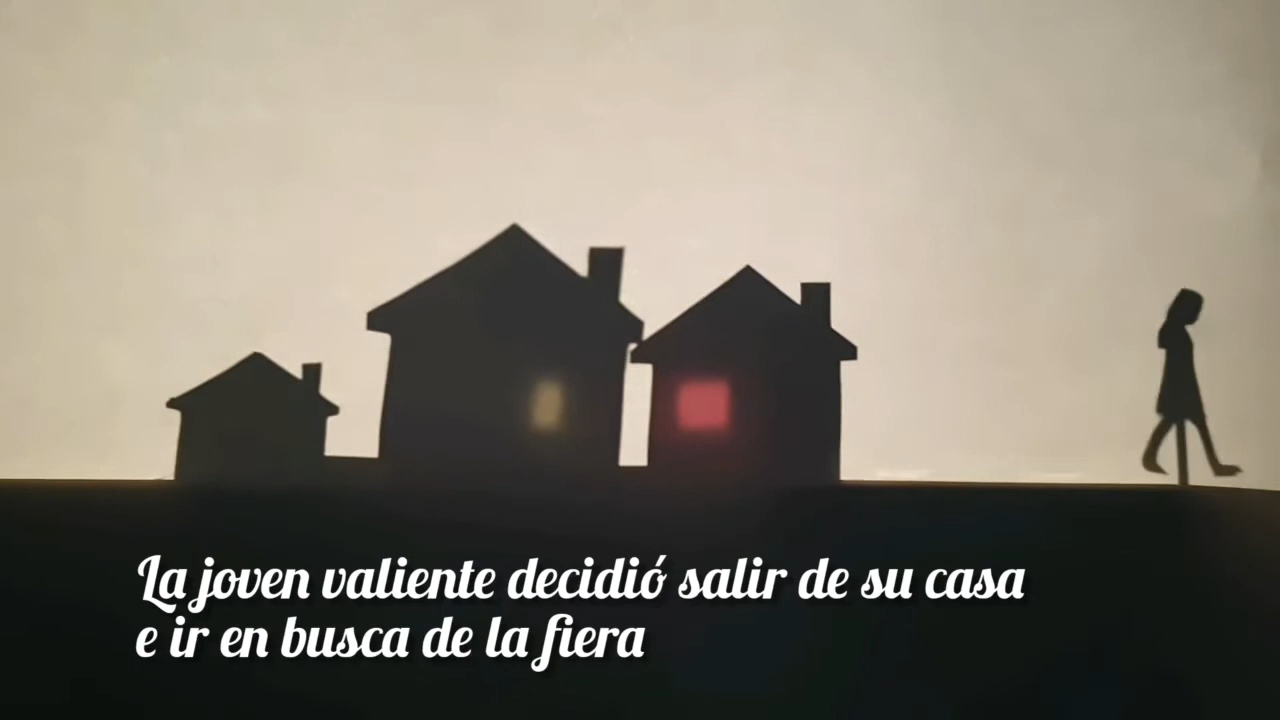 La joven valiente decidió salir de su casa
e ir en busca de la fiera